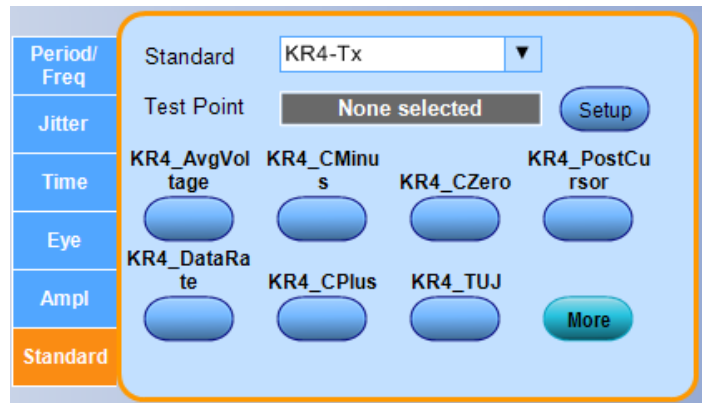 Period/
Freq
Jitter
Time
Eye
Ampl
Standard
Standard
KR4-Tx
▼
Test Point
None selected
Setup
KR4_AvgVol
tage
KR4_CMinu
s
KR4_CZero
KR4_PostCu
rsor
KR4_DataRa
te
KR4_CPlus
KR4_TUJ
More